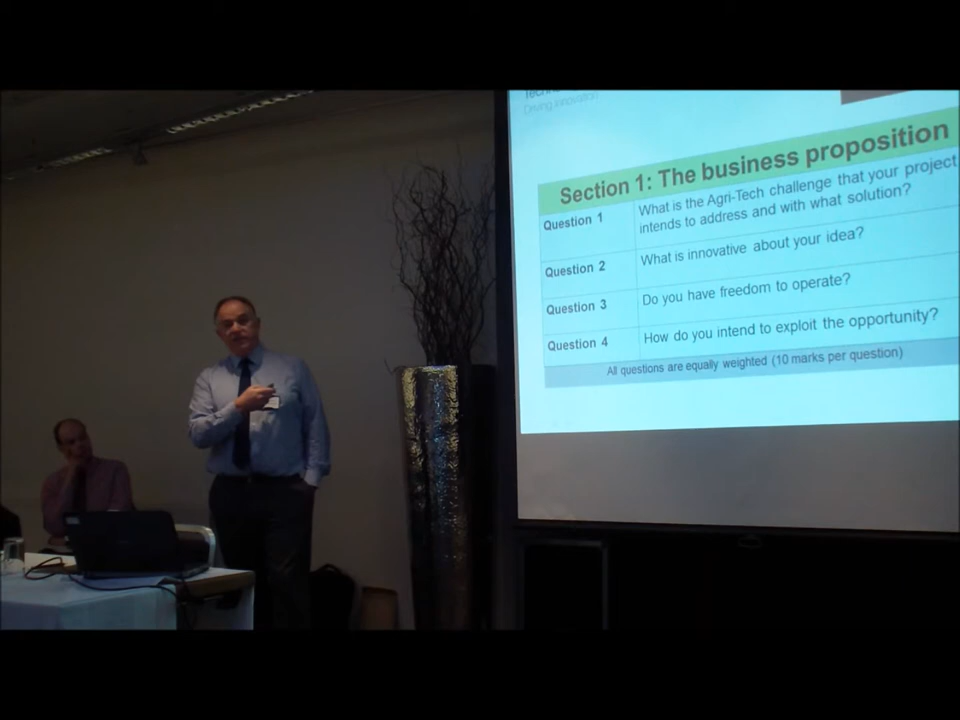 Driving innovation
Section 1: The business proposition
Question 1
What is the Agri-Tech challenge that your project
intends to address and with what solution?
Question 2
What is innovative about your idea?
Question 3
Do you have freedom to operate?
Question 4
How do you intend to exploit the opportunity?
All questions are equally weighted (10 marks per question)